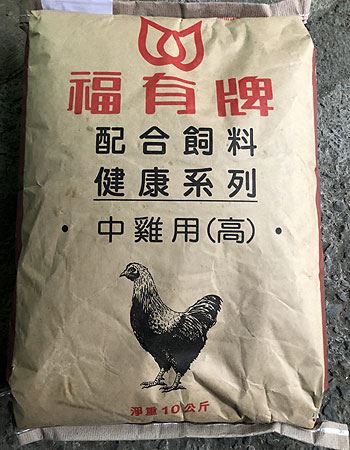 福有牌
配合飼料
健康系列
·中雞用(高)·
淨重10公斤